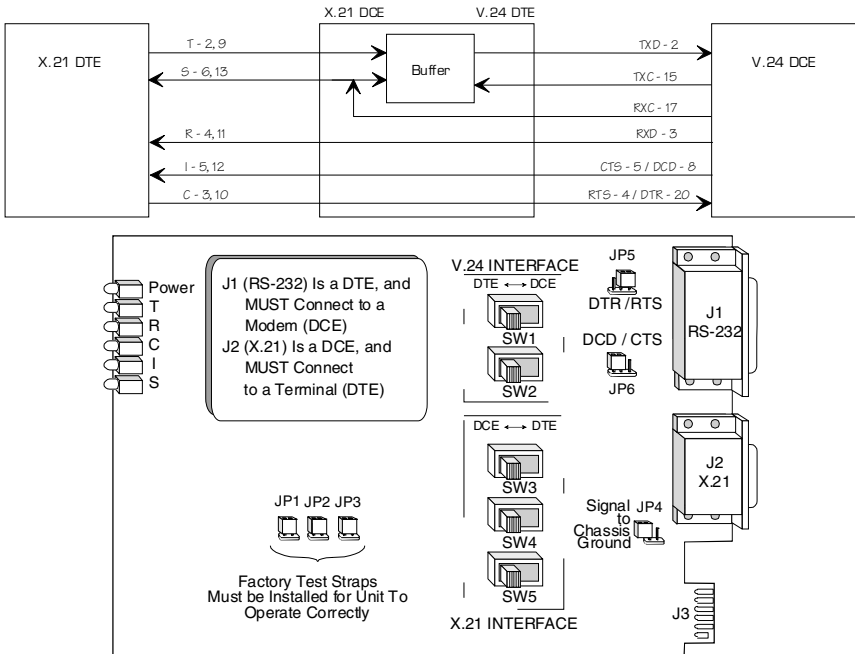 X.21 DCE
V.24 DTE
X.21 DTE
T - 2, 9
S - 6, 13
R - 4, 11
I - 5, 12
C - 3, 10
Buffer
TXD - 2
TXC - 15
RXC - 17
RXD - 3
CTS - 5 / DCD - 8
RTS - 4 / DTR - 20
V.24 DCE
Power
T
R
C
I
S
J1 (RS-232) Is a DTE, and
MUST Connect to a
Modem (DCE)
J2 (X.21) Is a DCE, and
MUST Connect
to a Terminal (DTE)
V.24 INTERFACE
DTE ←→ DCE
SW1
SW2
DCE ←→ DTE
SW3
SW4
SW5
X.21 INTERFACE
JP5
DTR / RTS
DCD / CTS
JP6
J1
RS-232
J2
X.21
Signal
to
Chassis
Ground
JP4
J3
JP1 JP2 JP3
Factory Test Straps
Must be Installed for Unit To
Operate Correctly